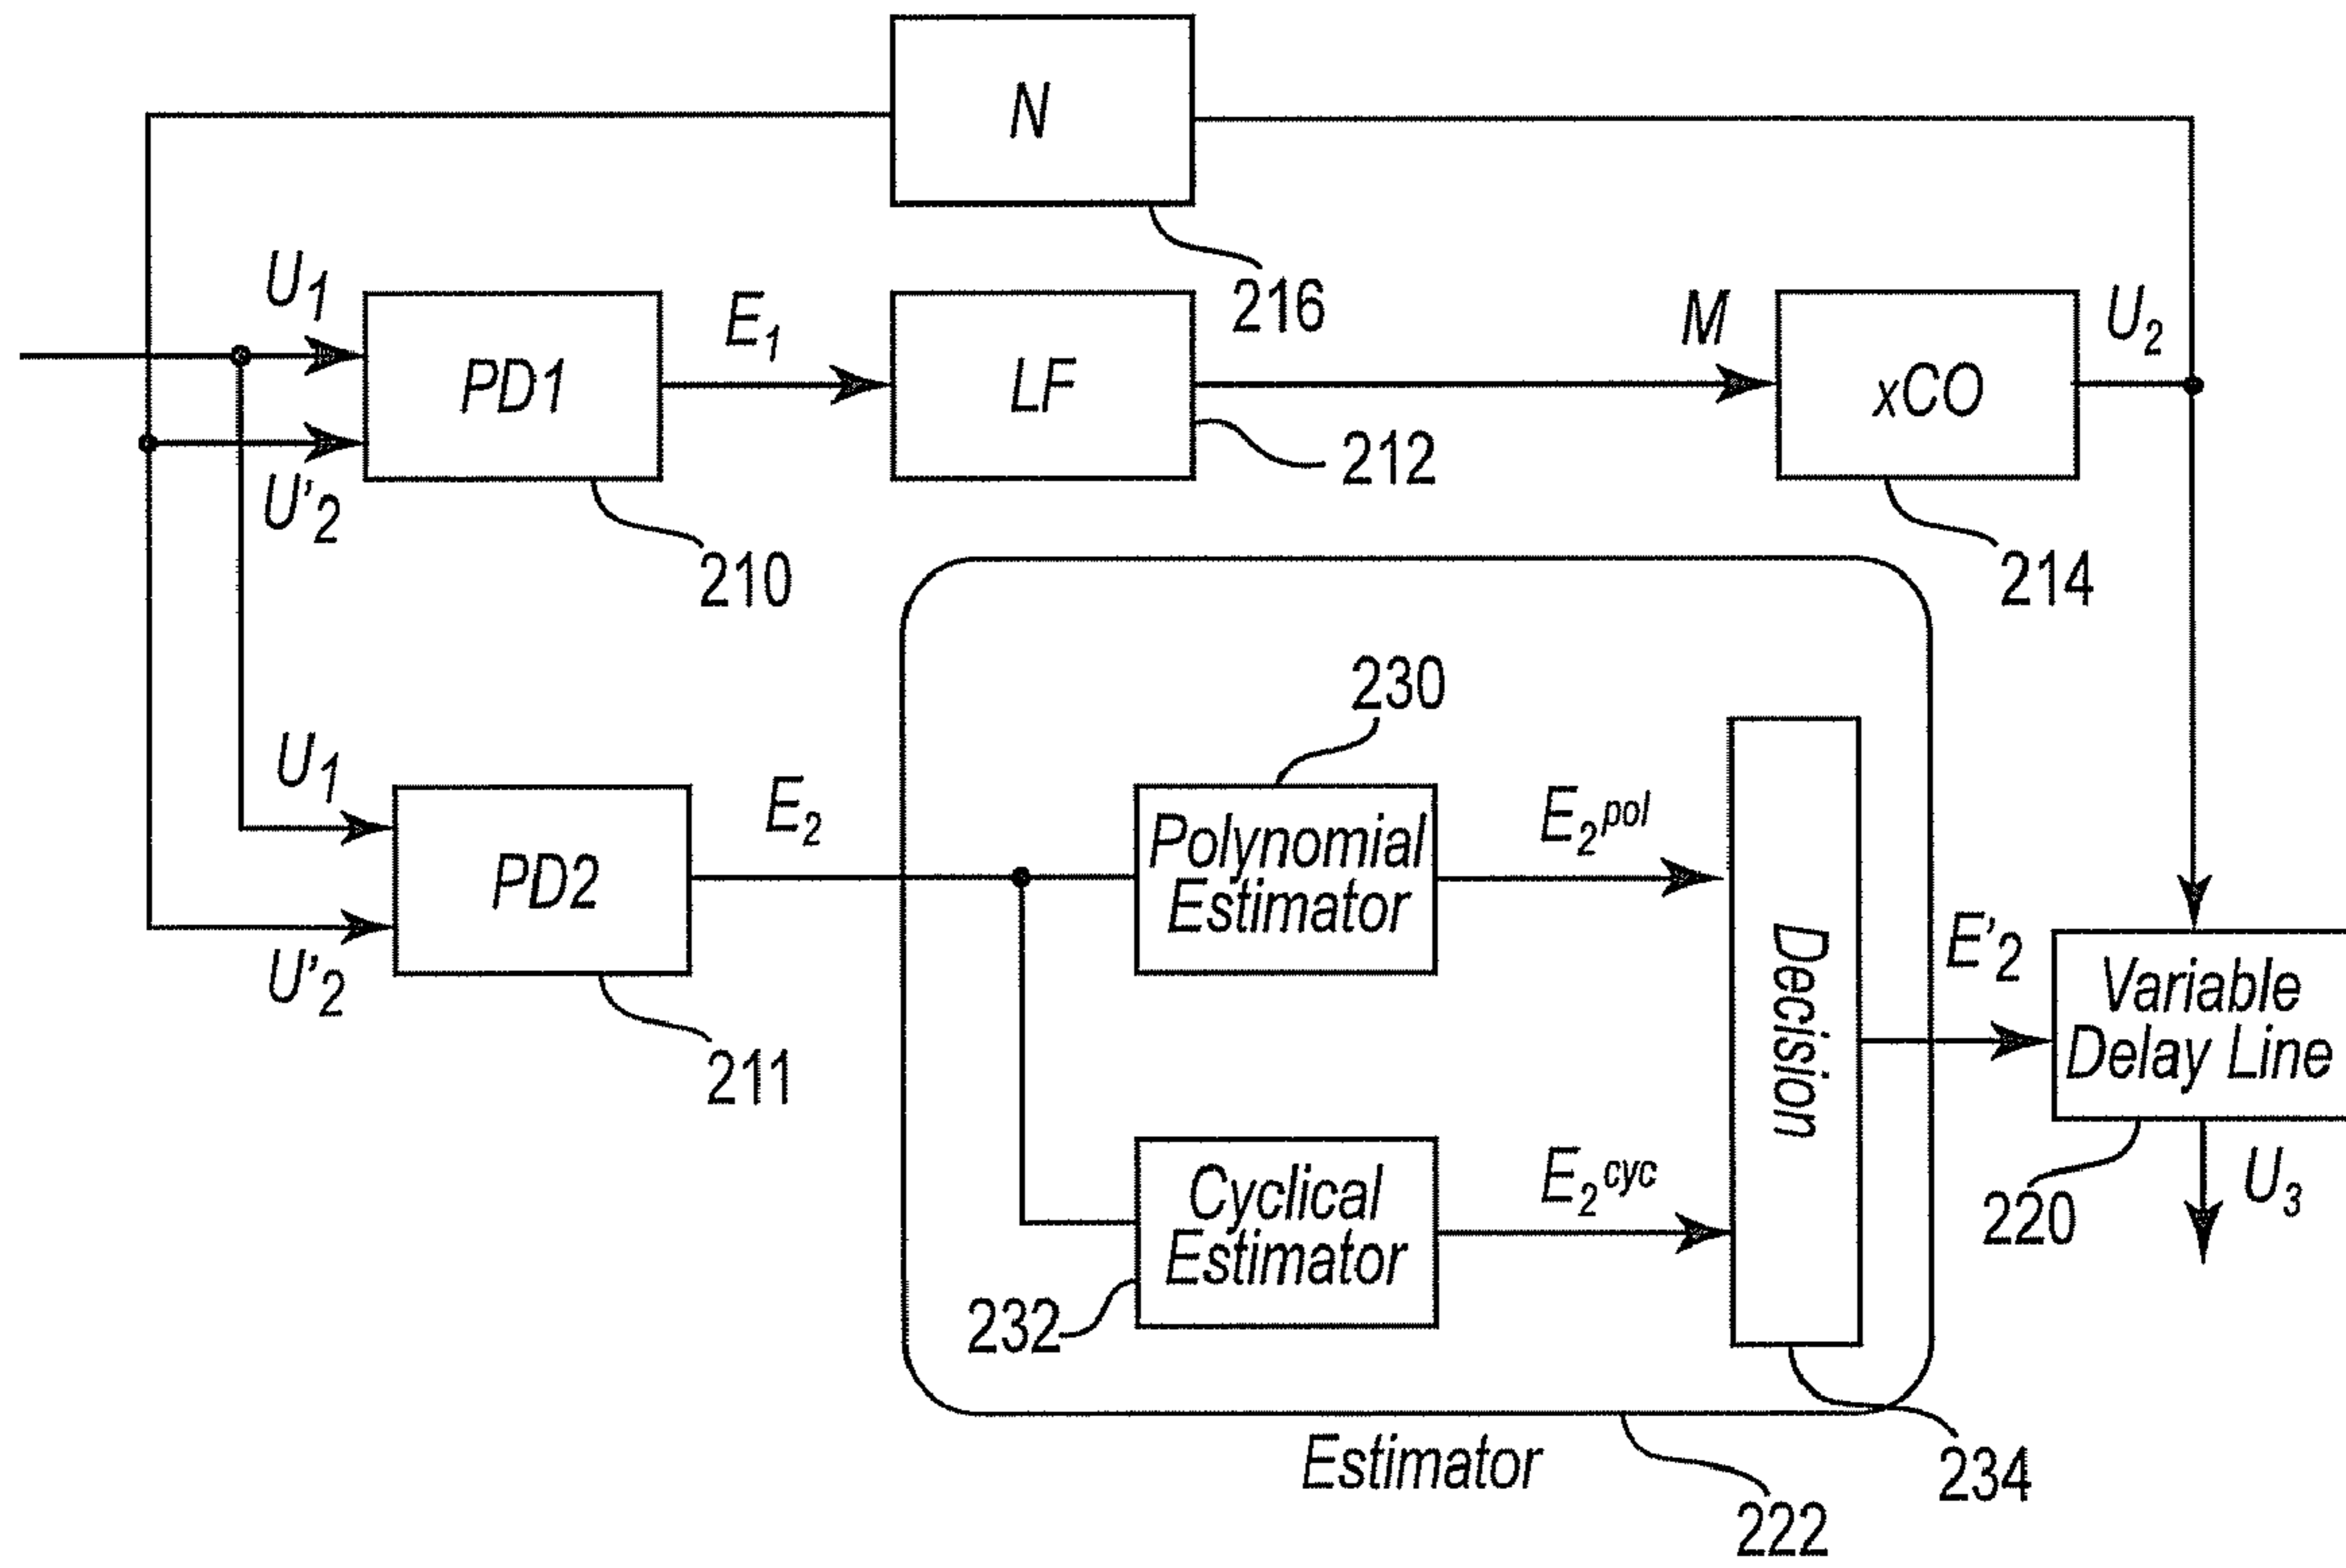 N
216
U1
PD1
210
U'2
E1
LF
212
M
xCO
214
U2
U1
PD2
211
U'2
E2
230
Polynomial
Estimator
E2pol
Cyclical
Estimator
232
E2cyc
Decision
234
Estimator
222
E'2
Variable
Delay Line
220
U3